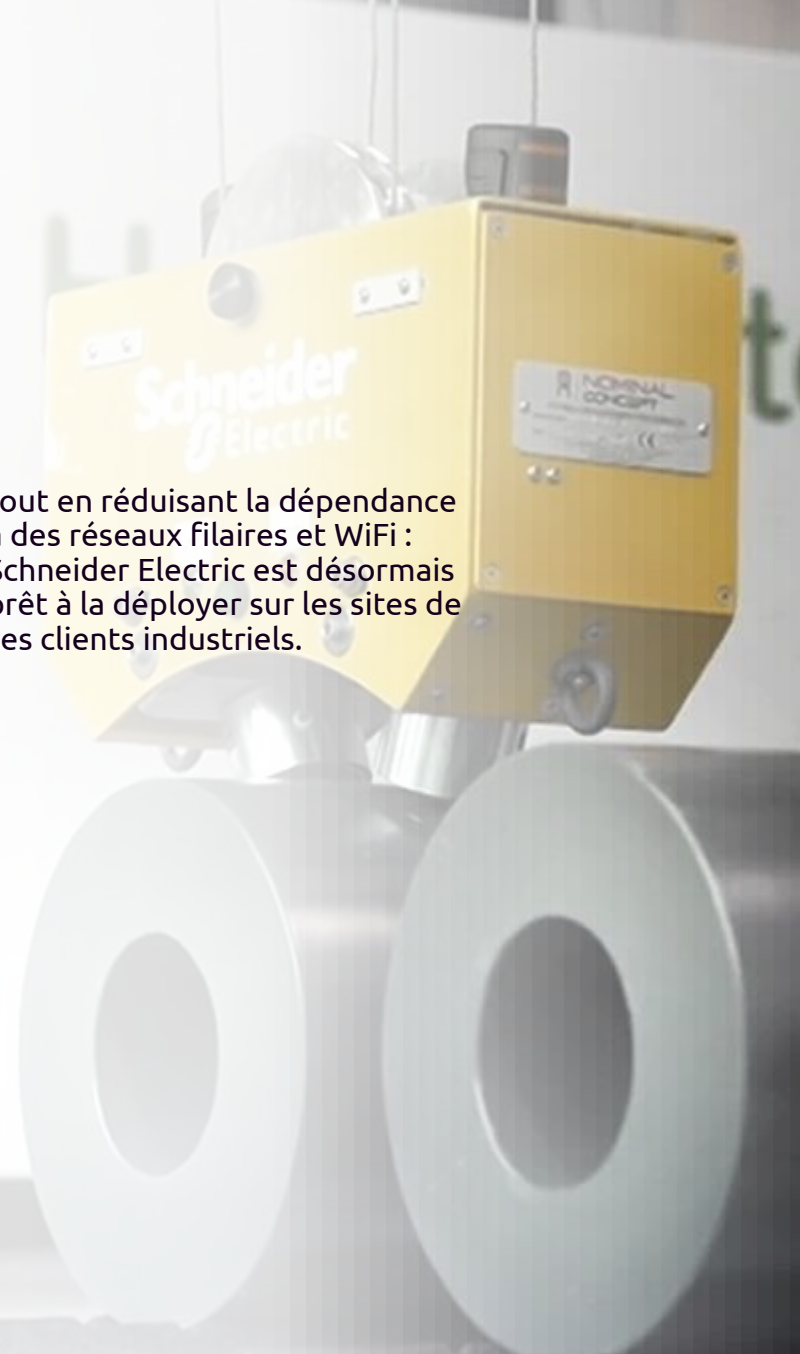 Schneider
Electric
NOMINAL
CONCEPT
CE
out en réduisant la dépendance
des réseaux filaires et WiFi :
Schneider Electric est désormais
prêt à la déployer sur les sites de
es clients industriels.